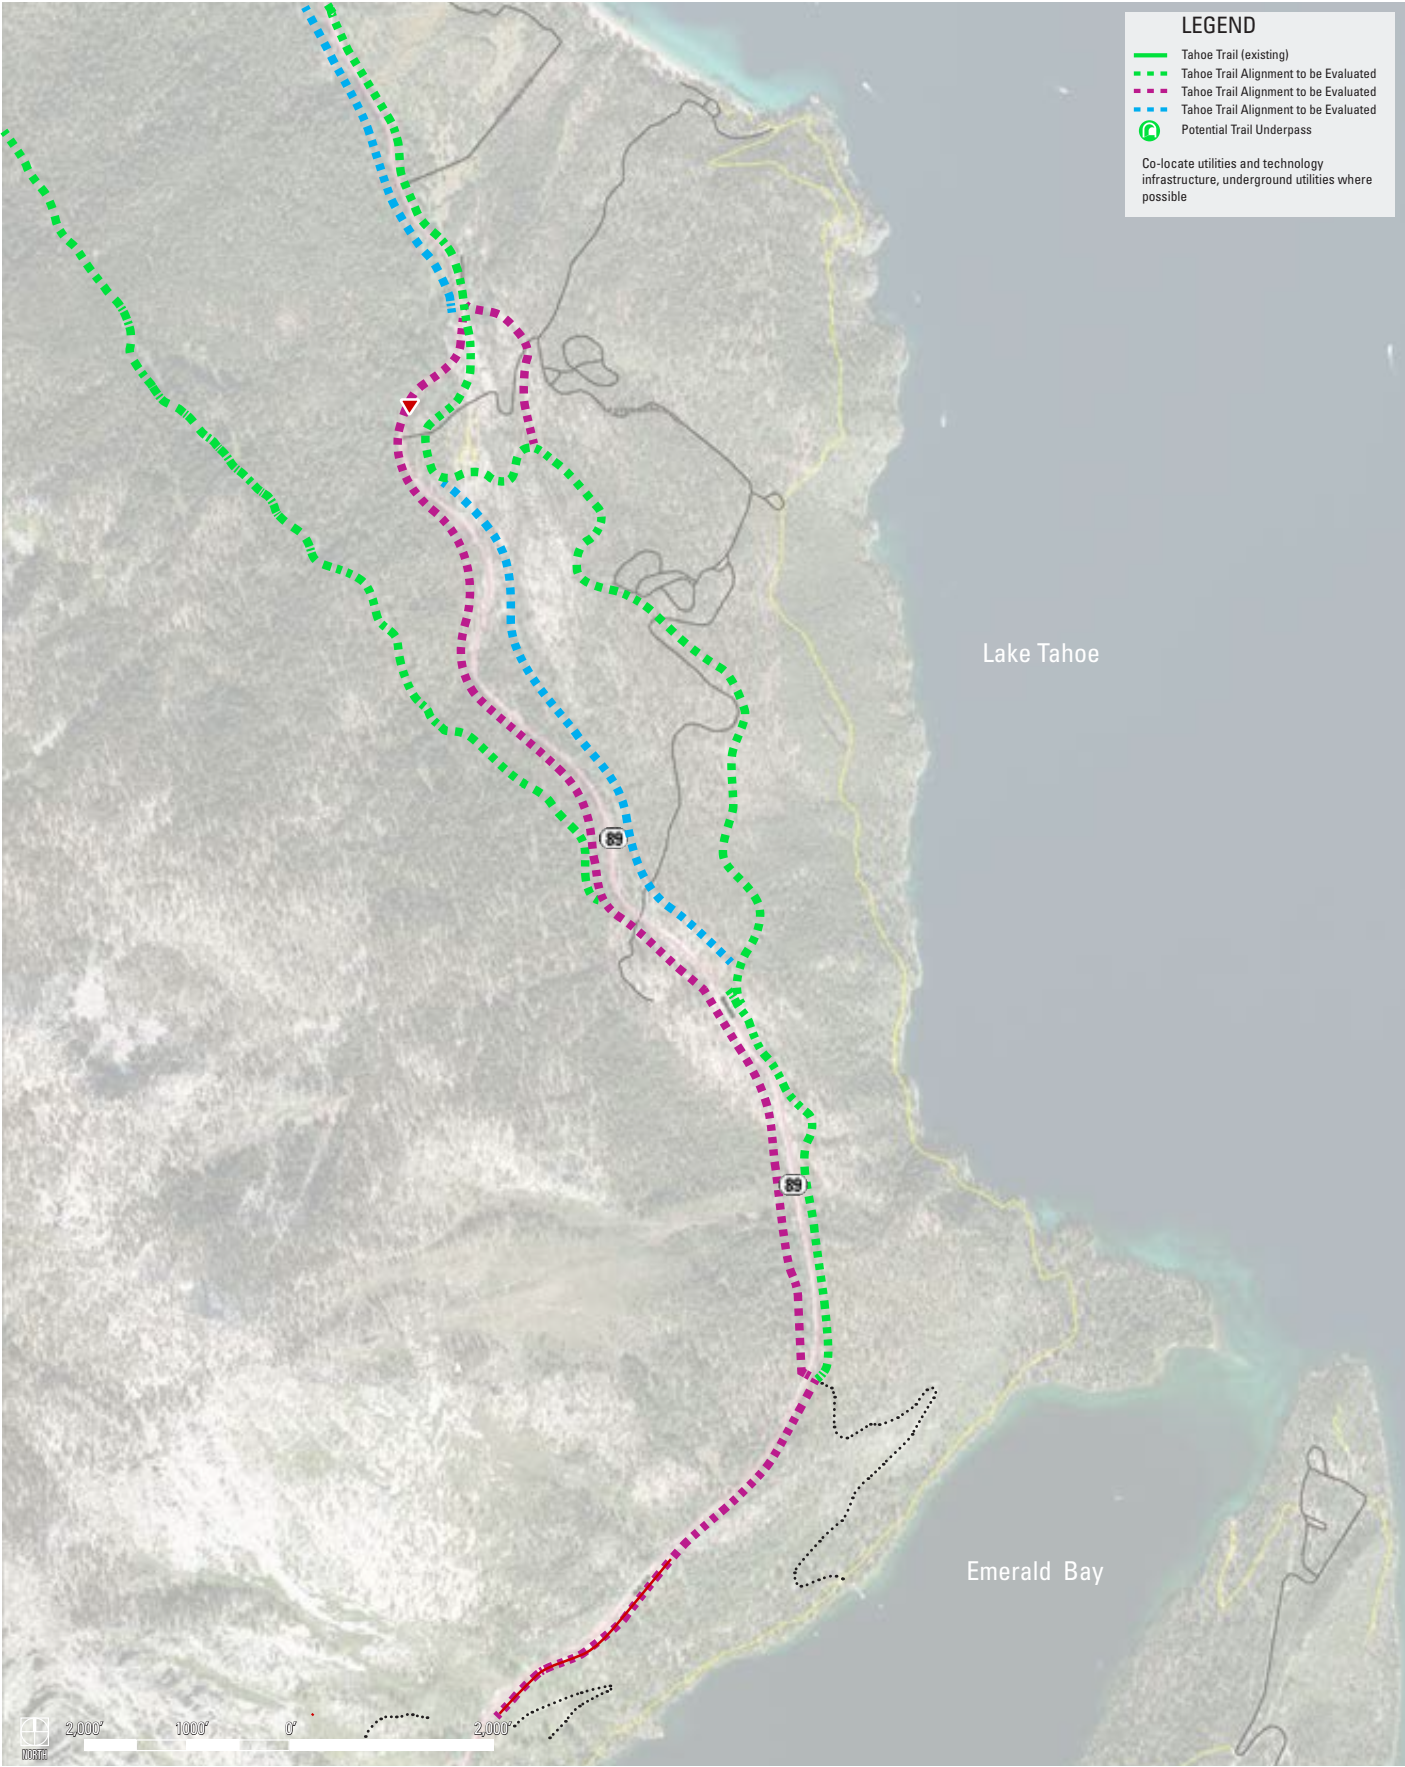 LEGEND
Tahoe Trail (existing)
Tahoe Trail Alignment to be Evaluated
Tahoe Trail Alignment to be Evaluated
Tahoe Trail Alignment to be Evaluated
Potential Trail Underpass
Co-locate utilities and technology
infrastructure, underground utilities where
possible
Lake Tahoe
89
89
Emerald Bay
2,000' 1000' 0' 2,000'
NORTH